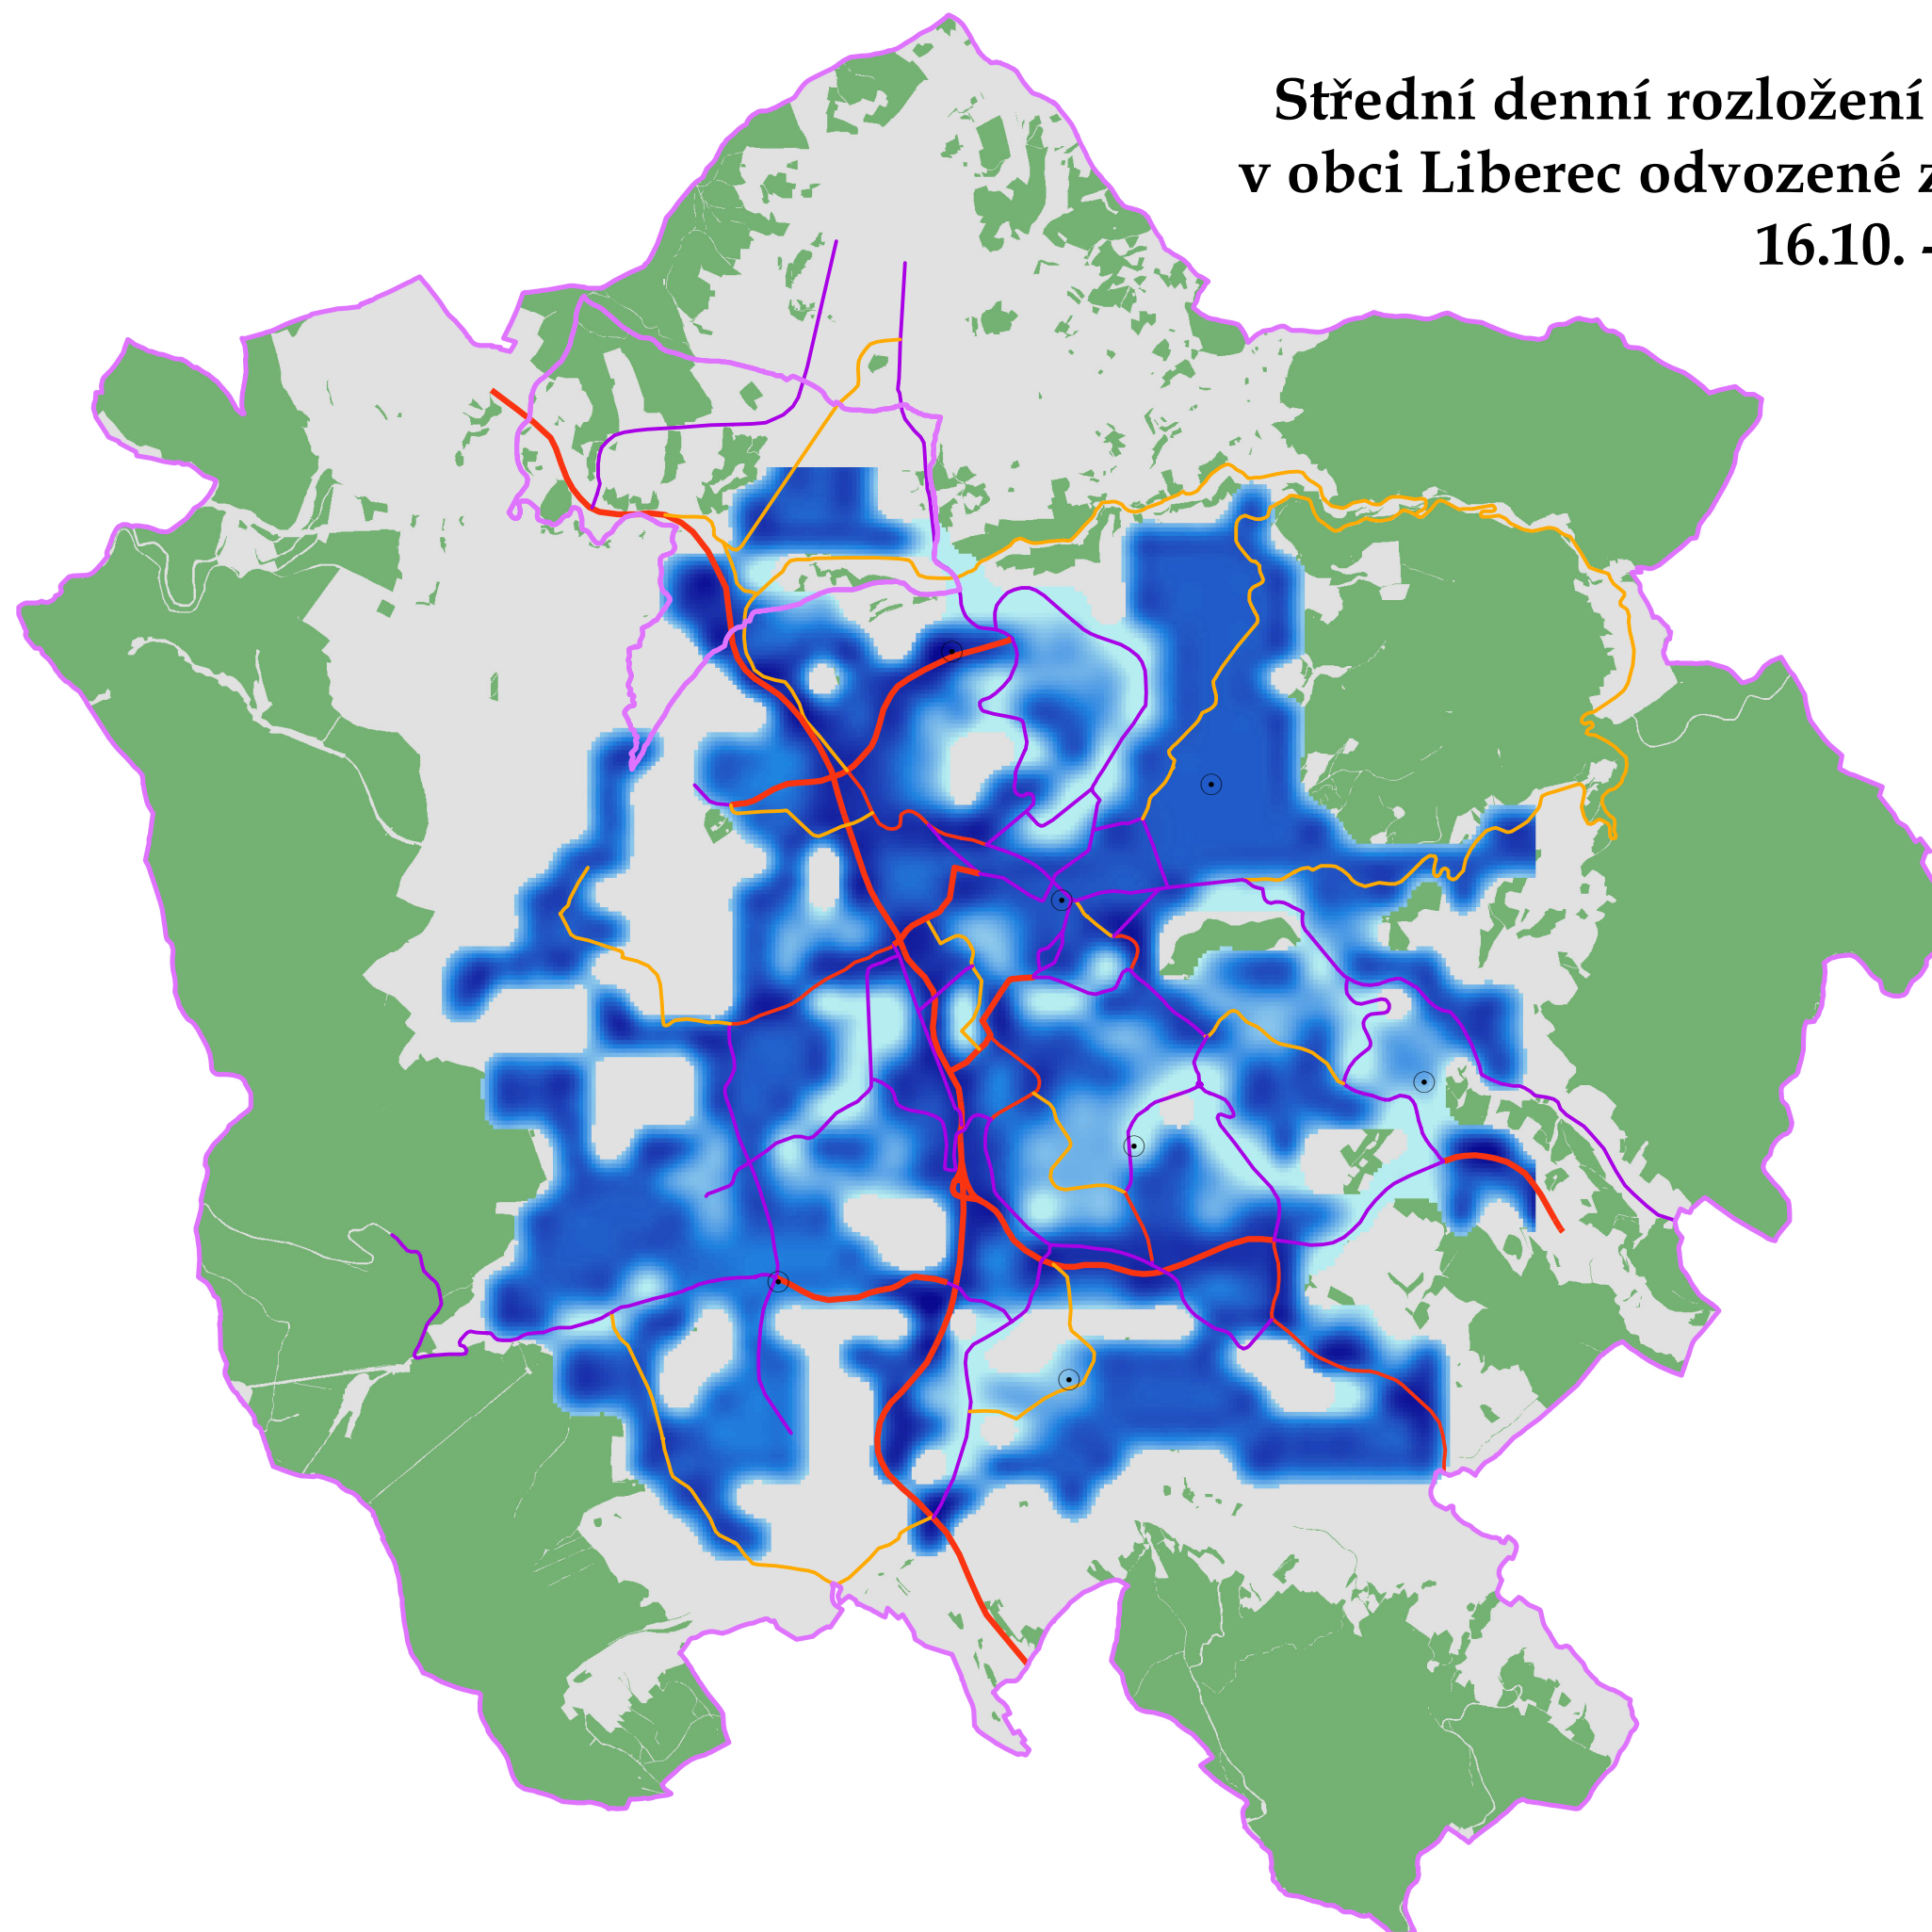 Střední denní rozložení
v obci Liberec odvozené z
16.10. -